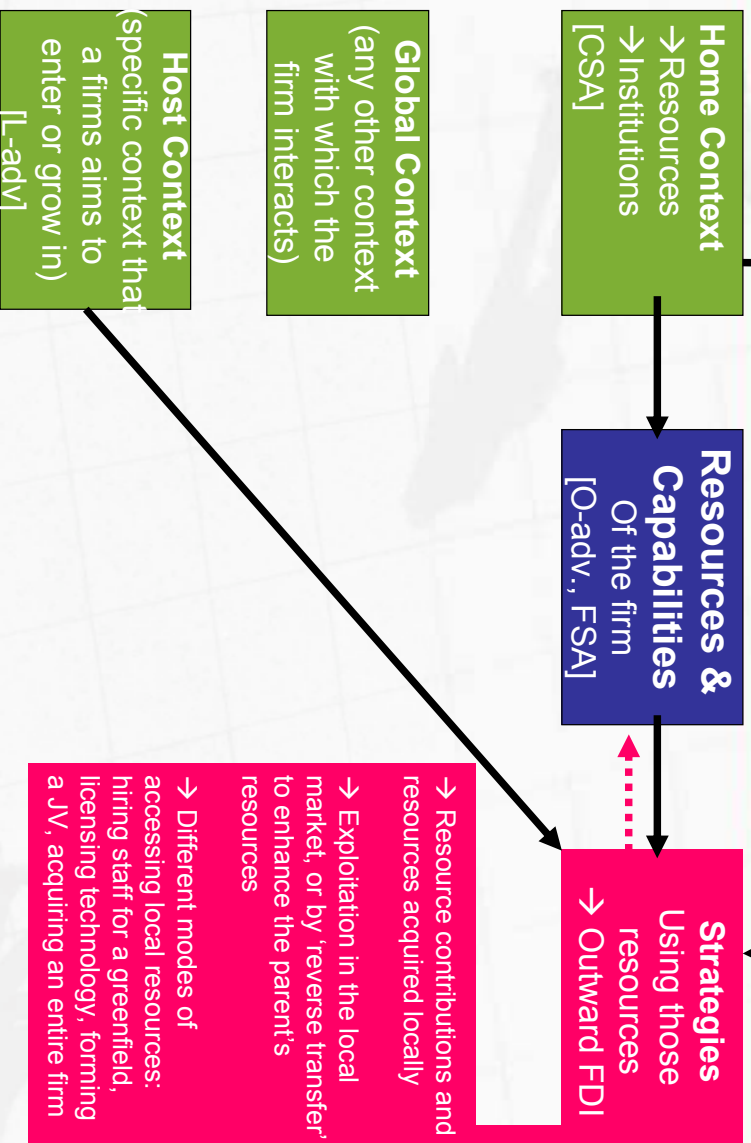 Home Context
→Resources
→Institutions
[CSA]
Resources &
Capabilities
Of the firm
[O-adv., FSA]
Strategies
Using those
resources
→ Outward FDI
Global Context
(any other context
with which the
firm interacts)
Host Context
(specific context that
a firms aims to
enter or grow in)
[L-adv]
→ Resource contributions and
resources acquired locally
→ Exploitation in the local
market, or by ‘reverse transfer’
to enhance the parent’s
resources
→ Different modes of
accessing local resources:
hiring staff for a greenfield,
licensing technology, forming
a JV, acquiring an entire firm